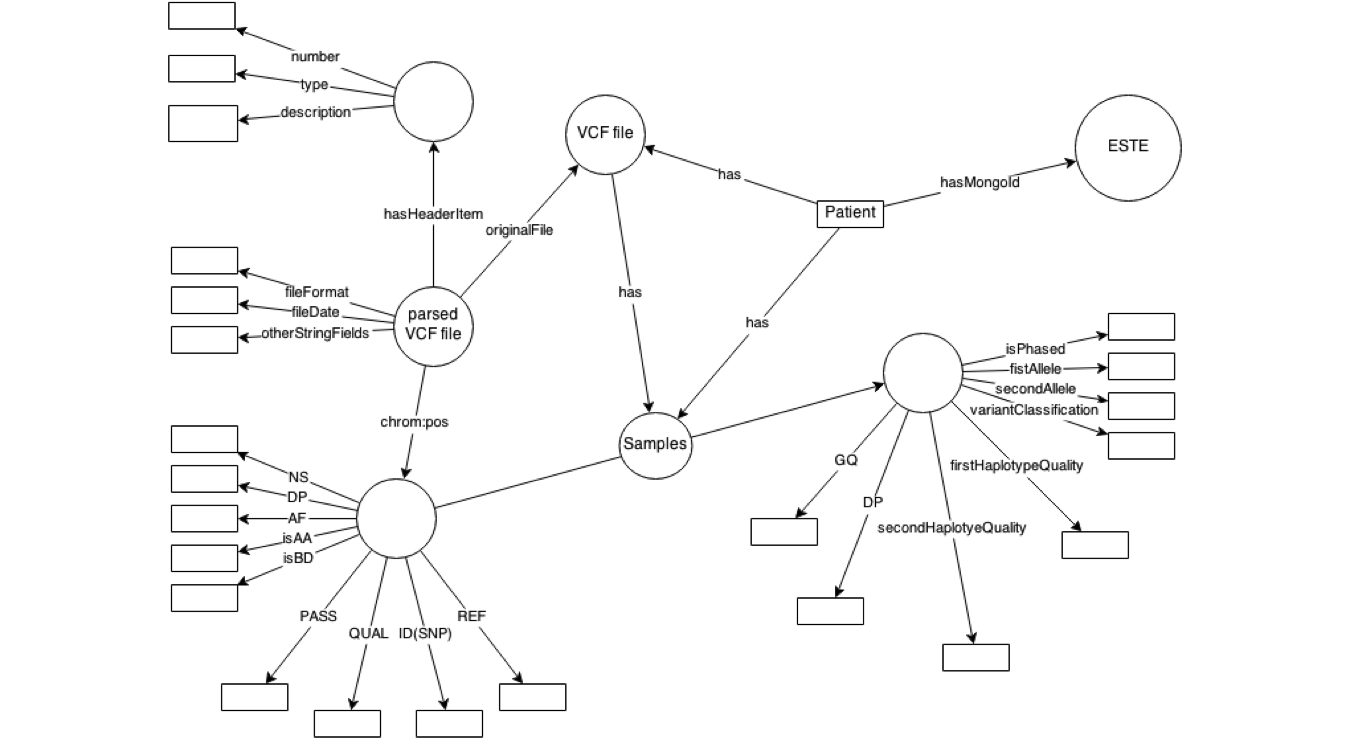 number
type
description
VCF file
ESTE
has
hasMongoId
Patient
hasHeaderItem
originalFile
fileFormat
fileDate
otherStringFields
parsed
VCF file
has
has
isPhased
fistAllele
secondAllele
variantClassification
chrom:pos
Samples
GQ
firstHaplotypeQuality
NS
DP
AF
isAA
isBD
DP
secondHaplotyeQuality
PASS
QUAL
ID(SNP)
REF